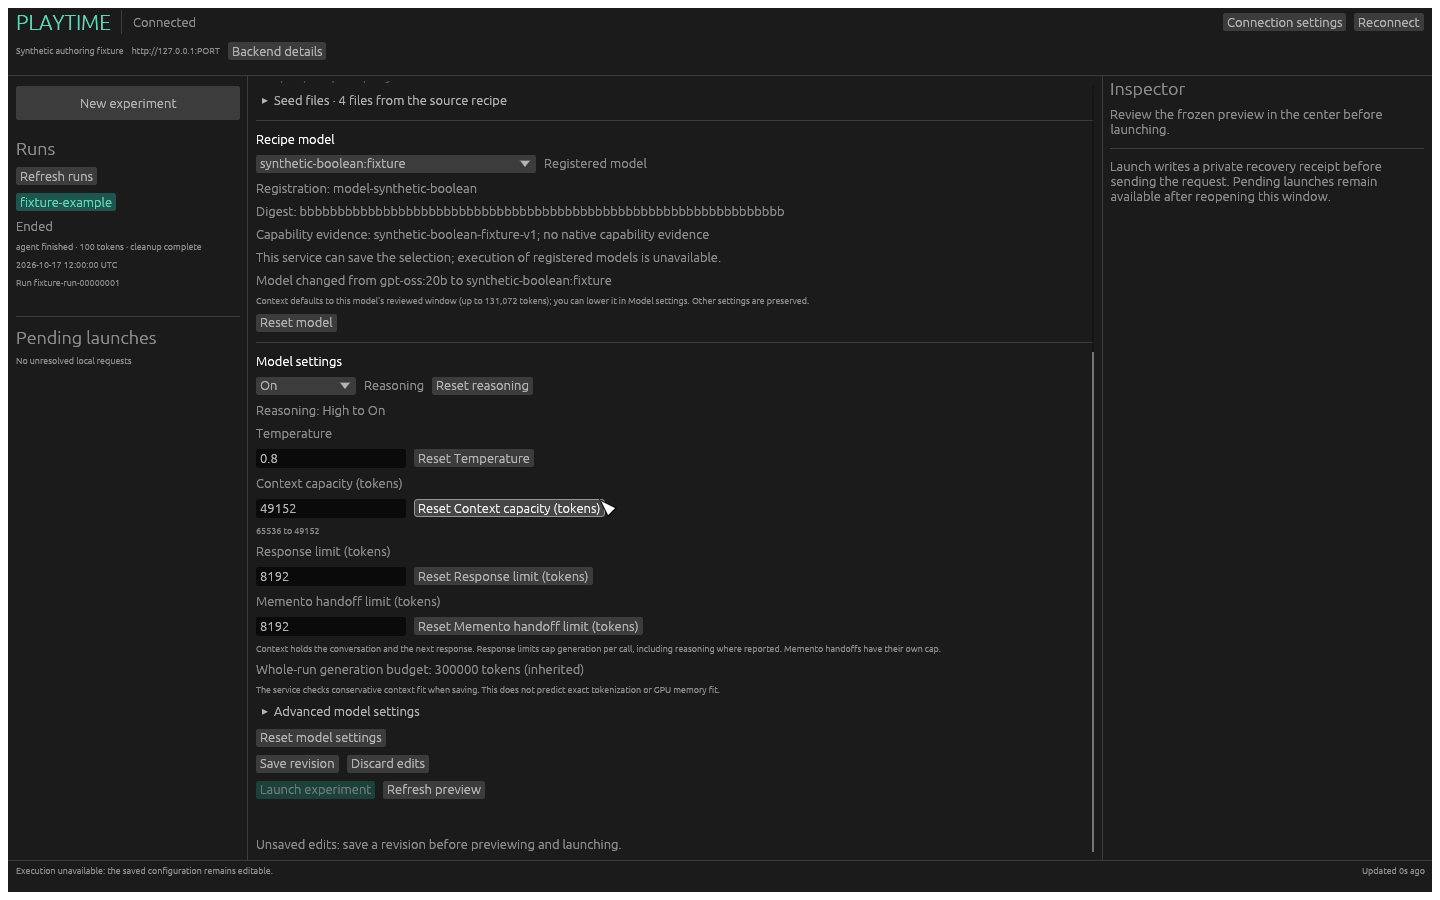 PLAYTIME
Connected
Connection settings
Reconnect
Synthetic authoring fixture
http://127.0.0.1:PORT
Backend details
New experiment
Runs
Refresh runs
fixture-example
Ended
agent finished · 100 tokens · cleanup complete
2026-10-17 12:00:00 UTC
Run fixture-run-00000001
Pending launches
No unresolved local requests
Seed files · 4 files from the source recipe
Recipe model
synthetic-boolean:fixture
Registered model
Registration: model-synthetic-boolean
Digest: bbbbbbbbbbbbbbbbbbbbbbbbbbbbbbbbbbbbbbbbbbbbbbbbbbbbbbbbbbbbbbbb
Capability evidence: synthetic-boolean-fixture-v1; no native capability evidence
This service can save the selection; execution of registered models is unavailable.
Model changed from gpt-oss:20b to synthetic-boolean:fixture
Context defaults to this model's reviewed window (up to 131,072 tokens); you can lower it in Model settings. Other settings are preserved.
Reset model
Model settings
On
Reasoning
Reset reasoning
Reasoning: High to On
Temperature
0.8
Reset Temperature
Context capacity (tokens)
49152
Reset Context capacity (tokens)
65536 to 49152
Response limit (tokens)
8192
Reset Response limit (tokens)
Memento handoff limit (tokens)
8192
Reset Memento handoff limit (tokens)
Context holds the conversation and the next response. Response limits cap generation per call, including reasoning where reported. Memento handoffs have their own cap.
Whole-run generation budget: 300000 tokens (inherited)
The service checks conservative context fit when saving. This does not predict exact tokenization or GPU memory fit.
Advanced model settings
Reset model settings
Save revision
Discard edits
Launch experiment
Refresh preview
Unsaved edits: save a revision before previewing and launching.
Inspector
Review the frozen preview in the center before
launching.
Launch writes a private recovery receipt before
sending the request. Pending launches remain
available after reopening this window.
Execution unavailable: the saved configuration remains editable.
Updated 0s ago